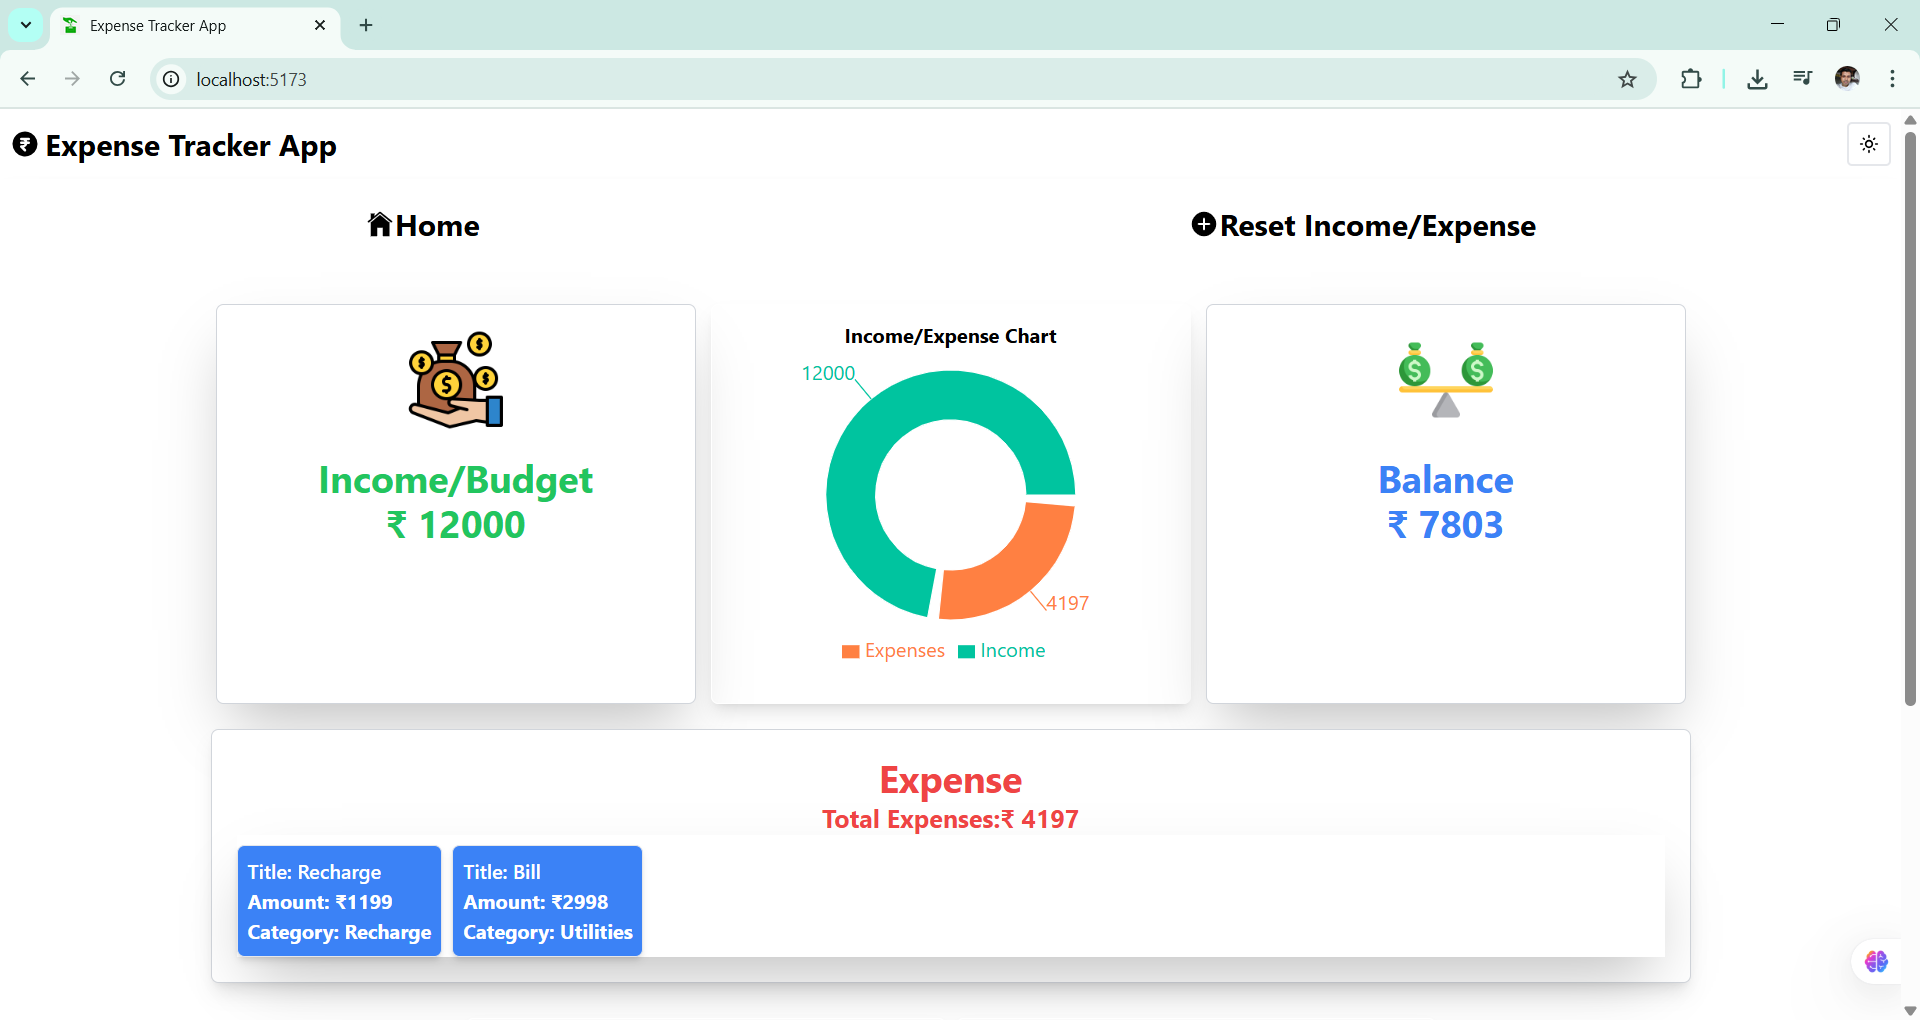 Expense Tracker App
localhost:5173
Expense Tracker App
Home
Reset Income/Expense
Income/Budget
₹ 12000
Income/Expense Chart
12000
4197
Expenses
Income
Balance
₹ 7803
Expense
Total Expenses:₹ 4197
Title: Recharge
Amount: ₹1199
Category: Recharge
Title: Bill
Amount: ₹2998
Category: Utilities